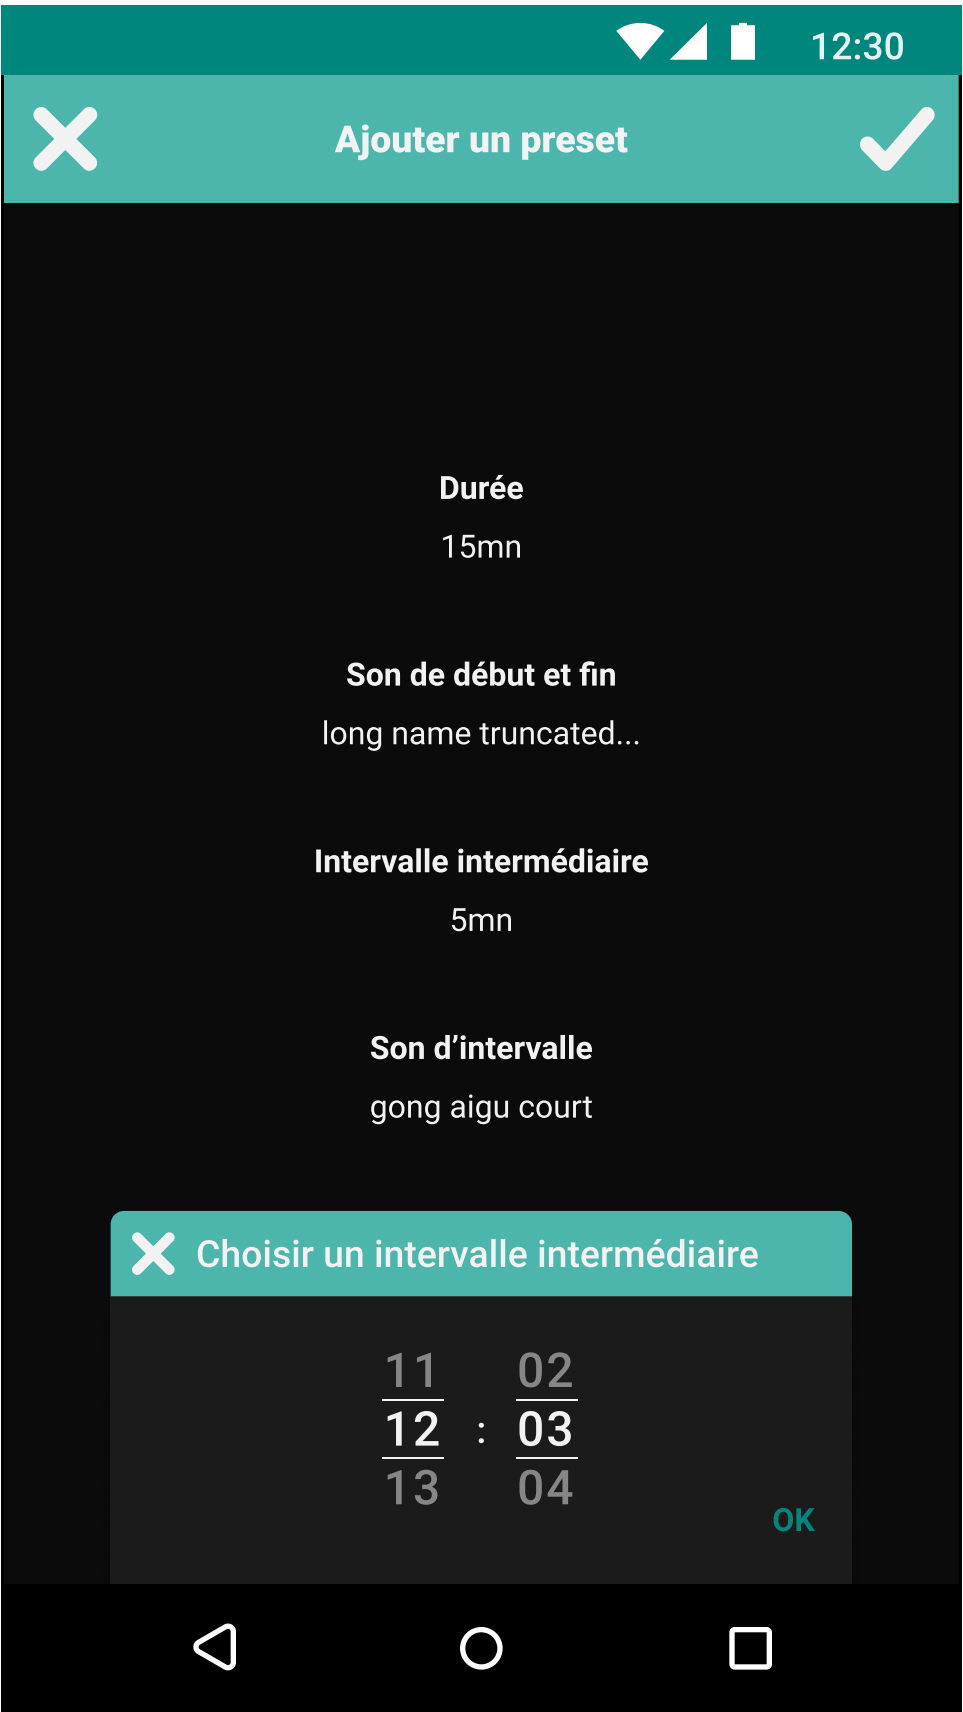 12:30
Ajouter un preset
Durée
15mn
Son de début et fin
long name truncated...
Intervalle intermédiaire
5mn
Son d’intervalle
gong aigu court
Choisir un intervalle intermédiaire
11 02
12 : 03
13 04
OK